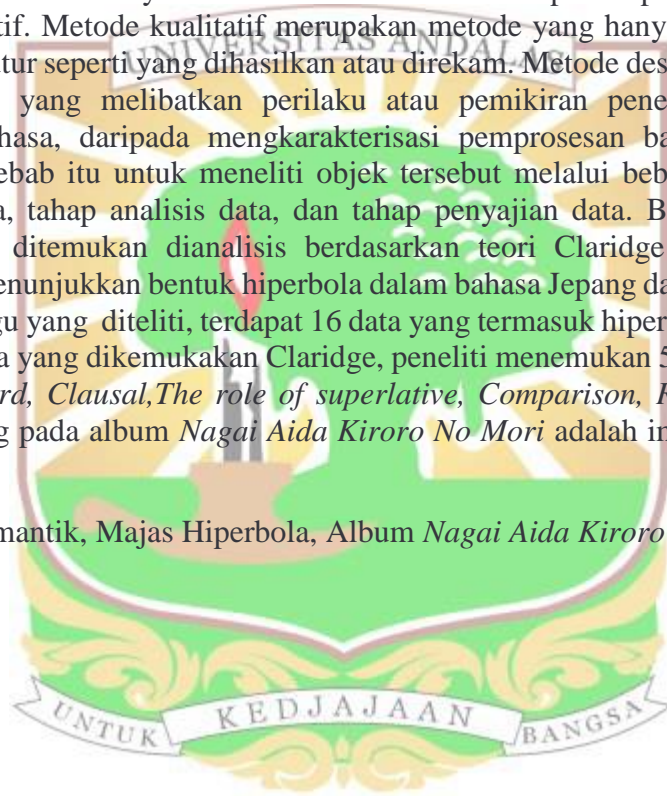 tif. Metode kualitatif merupakan metode yang hanya
UNIVERSITAS ANDALAS
tur seperti yang dihasilkan atau direkam. Metode des
yang melibatkan perilaku atau pemikiran pene
hasa, daripada mengkarakterisasi pemprosesan ba
ebab itu untuk meneliti objek tersebut melalui beb
a, tahap analisis data, dan tahap penyajian data. B
ditemukan dianalisis berdasarkan teori Claridge
enunjukkan bentuk hiperbola dalam bahasa Jepang da
gu yang diteliti, terdapat 16 data yang termasuk hiper
a yang dikemukakan Claridge, peneliti menemukan 5
rd, Clausal,The role of superlative, Comparison, R
g pada album Nagai Aida Kiroro No Mori adalah in
mantik, Majas Hiperbola, Album Nagai Aida Kiroro
UNTUK KEDJAJAAN BANGSA